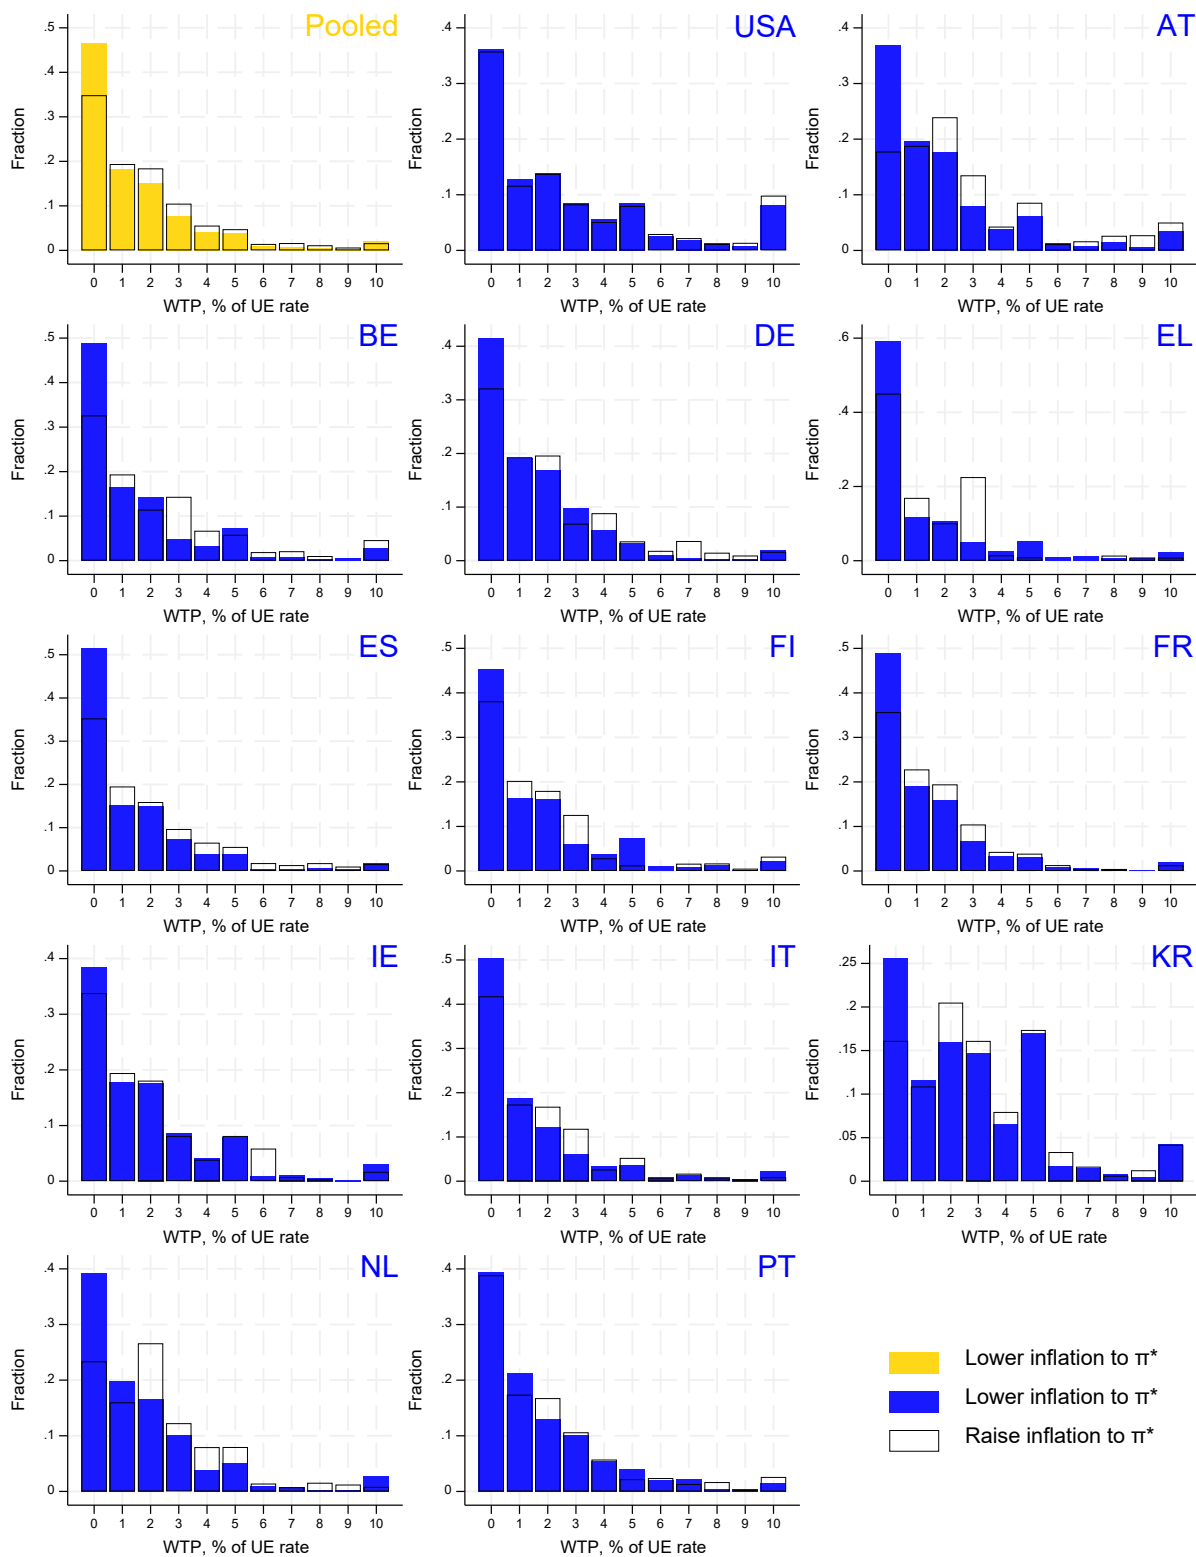 Pooled
.5
.4
.3
.2
.1
0
Fraction
0 1 2 3 4 5 6 7 8 9 10
WTP, % of UE rate
USA
.4
.3
.2
.1
0
Fraction
0 1 2 3 4 5 6 7 8 9 10
WTP, % of UE rate
AT
.4
.3
.2
.1
0
Fraction
0 1 2 3 4 5 6 7 8 9 10
WTP, % of UE rate
BE
.5
.4
.3
.2
.1
0
Fraction
0 1 2 3 4 5 6 7 8 9 10
WTP, % of UE rate
DE
.4
.3
.2
.1
0
Fraction
0 1 2 3 4 5 6 7 8 9 10
WTP, % of UE rate
EL
.6
.4
.2
0
Fraction
0 1 2 3 4 5 6 7 8 9 10
WTP, % of UE rate
ES
.5
.4
.3
.2
.1
0
Fraction
0 1 2 3 4 5 6 7 8 9 10
WTP, % of UE rate
FI
.5
.4
.3
.2
.1
0
Fraction
0 1 2 3 4 5 6 7 8 9 10
WTP, % of UE rate
FR
.5
.4
.3
.2
.1
0
Fraction
0 1 2 3 4 5 6 7 8 9 10
WTP, % of UE rate
IE
.4
.3
.2
.1
0
Fraction
0 1 2 3 4 5 6 7 8 9 10
WTP, % of UE rate
IT
.5
.4
.3
.2
.1
0
Fraction
0 1 2 3 4 5 6 7 8 9 10
WTP, % of UE rate
KR
.25
.2
.15
.1
.05
0
Fraction
0 1 2 3 4 5 6 7 8 9 10
WTP, % of UE rate
NL
.4
.3
.2
.1
0
Fraction
0 1 2 3 4 5 6 7 8 9 10
WTP, % of UE rate
PT
.4
.3
.2
.1
0
Fraction
0 1 2 3 4 5 6 7 8 9 10
WTP, % of UE rate
Lower inflation to π*
Lower inflation to π*
Raise inflation to π*